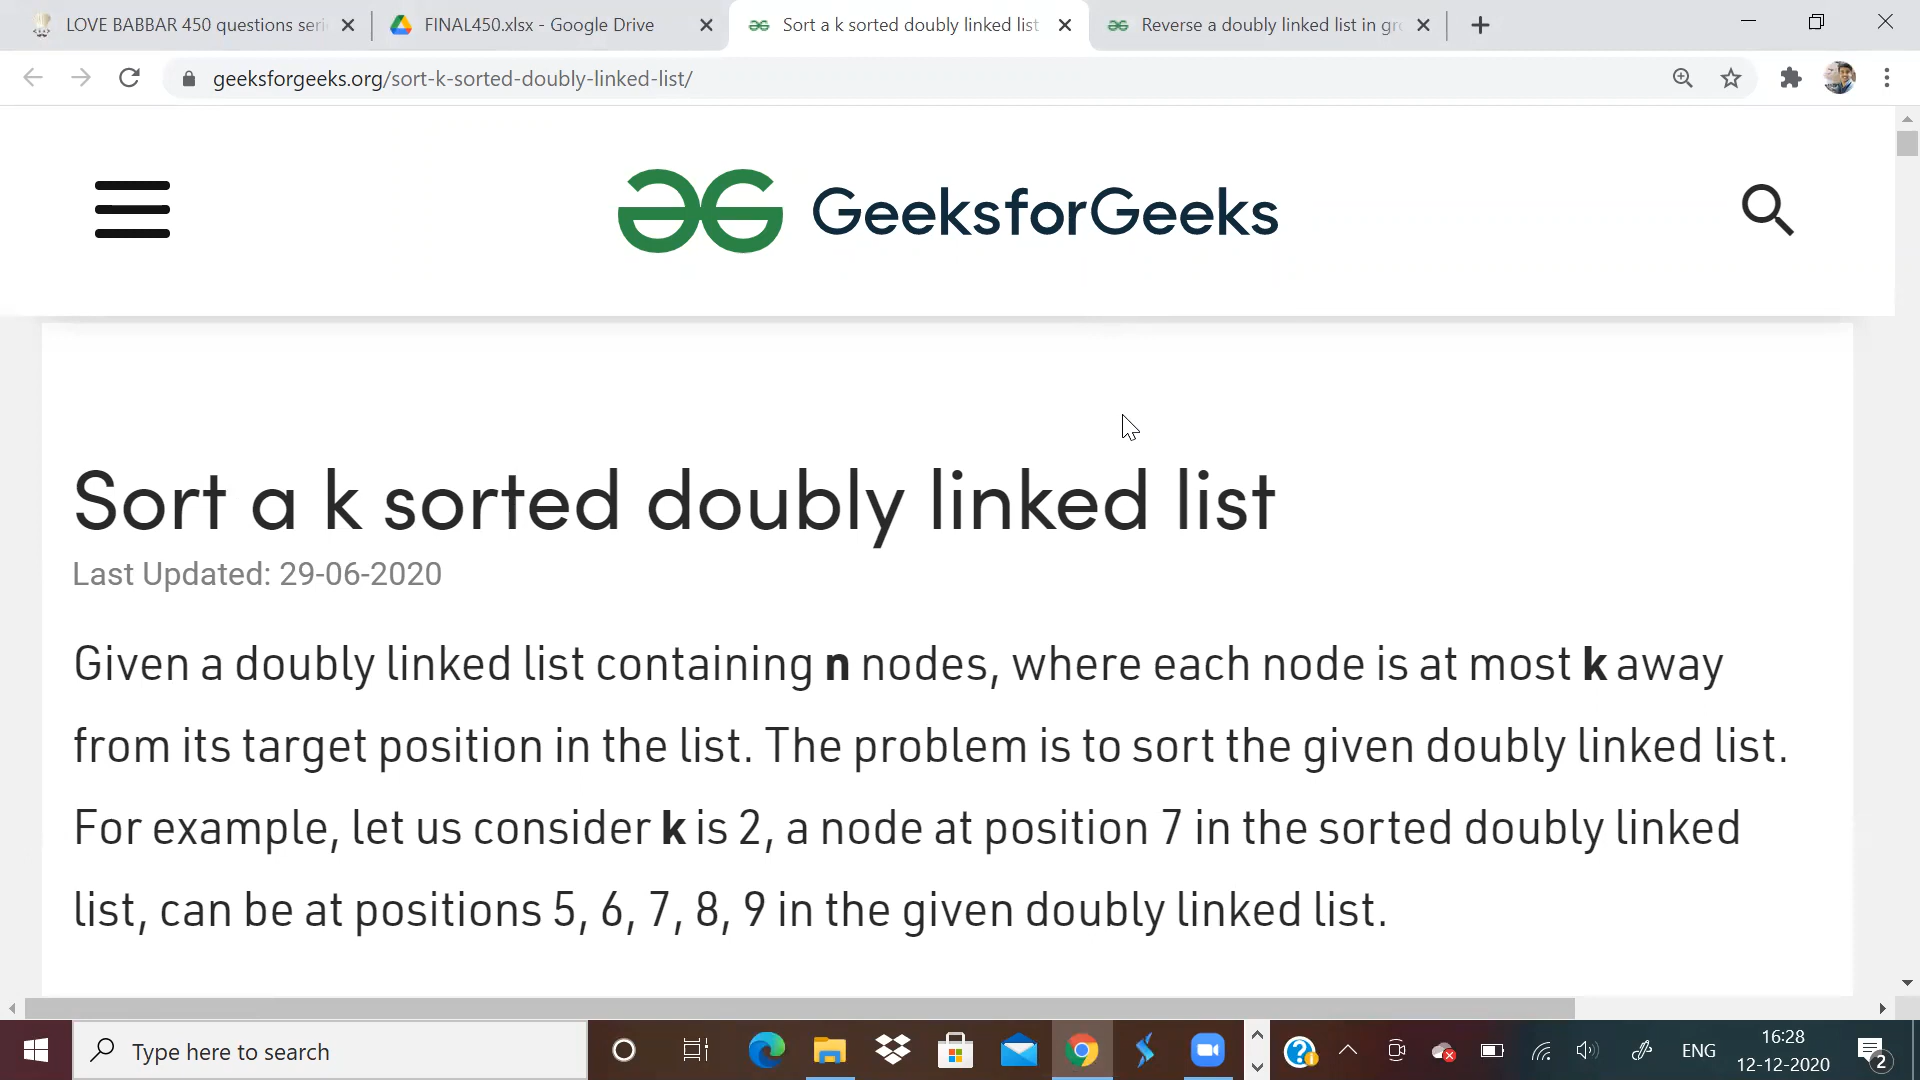 LOVE BABBAR 450 questions seri
FINAL450.xlsx - Google Drive
Sort a k sorted doubly linked list
Reverse a doubly linked list in gro
geeksforgeeks.org/sort-k-sorted-doubly-linked-list/
GeeksforGeeks
Sort a k sorted doubly linked list
Last Updated: 29-06-2020
Given a doubly linked list containing n nodes, where each node is at most k away
from its target position in the list. The problem is to sort the given doubly linked list.
For example, let us consider k is 2, a node at position 7 in the sorted doubly linked
list, can be at positions 5, 6, 7, 8, 9 in the given doubly linked list.
Type here to search
ENG
16:28
12-12-2020
2